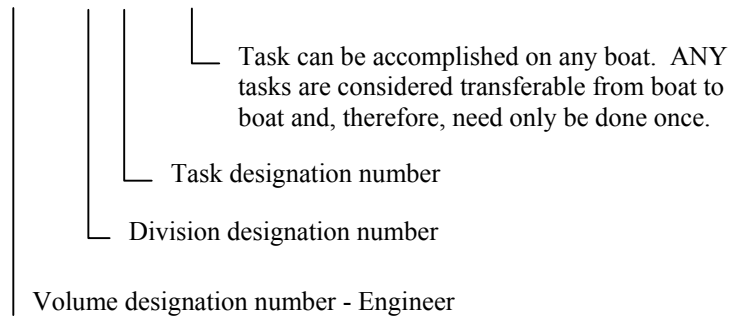 Task can be accomplished on any boat. ANY
tasks are considered transferable from boat to
boat and, therefore, need only be done once.
Task designation number
Division designation number
Volume designation number - Engineer